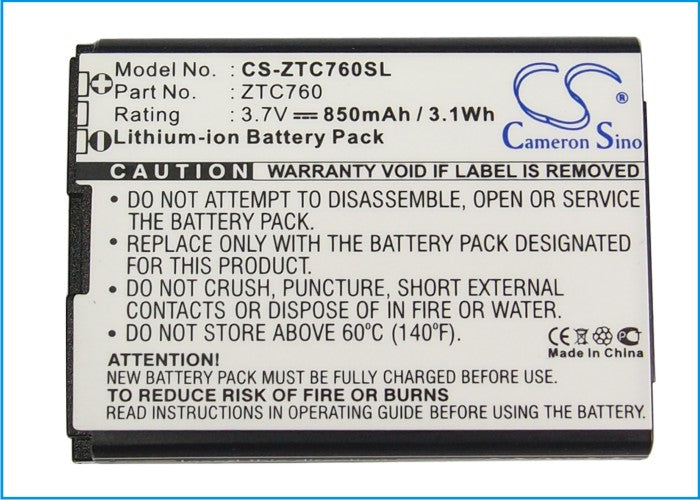 Model No. : CS-ZTC760SL
Part No. : ZTC760
Rating : 3.7V 850mAh / 3.1Wh
Lithium-ion Battery Pack
CS ®
Cameron Sino
CAUTION WARRANTY VOID IF LABEL IS REMOVED
• DO NOT ATTEMPT TO DISASSEMBLE, OPEN OR SERVICE
THE BATTERY PACK.
• REPLACE ONLY WITH THE BATTERY PACK DESIGNATED
FOR THIS PRODUCT.
• DO NOT CRUSH, PUNCTURE, SHORT EXTERNAL
CONTACTS OR DISPOSE OF IN FIRE OR WATER.
• DO NOT STORE ABOVE 60°C (140°F).
CE
Made In China
ATTENTION!
NEW BATTERY PACK MUST BE FULLY CHARGED BEFORE USE.
TO REDUCE RISK OF FIRE OR BURNS
READ INSTRUCTIONS IN OPERATING GUIDE BEFORE USING BATTERY